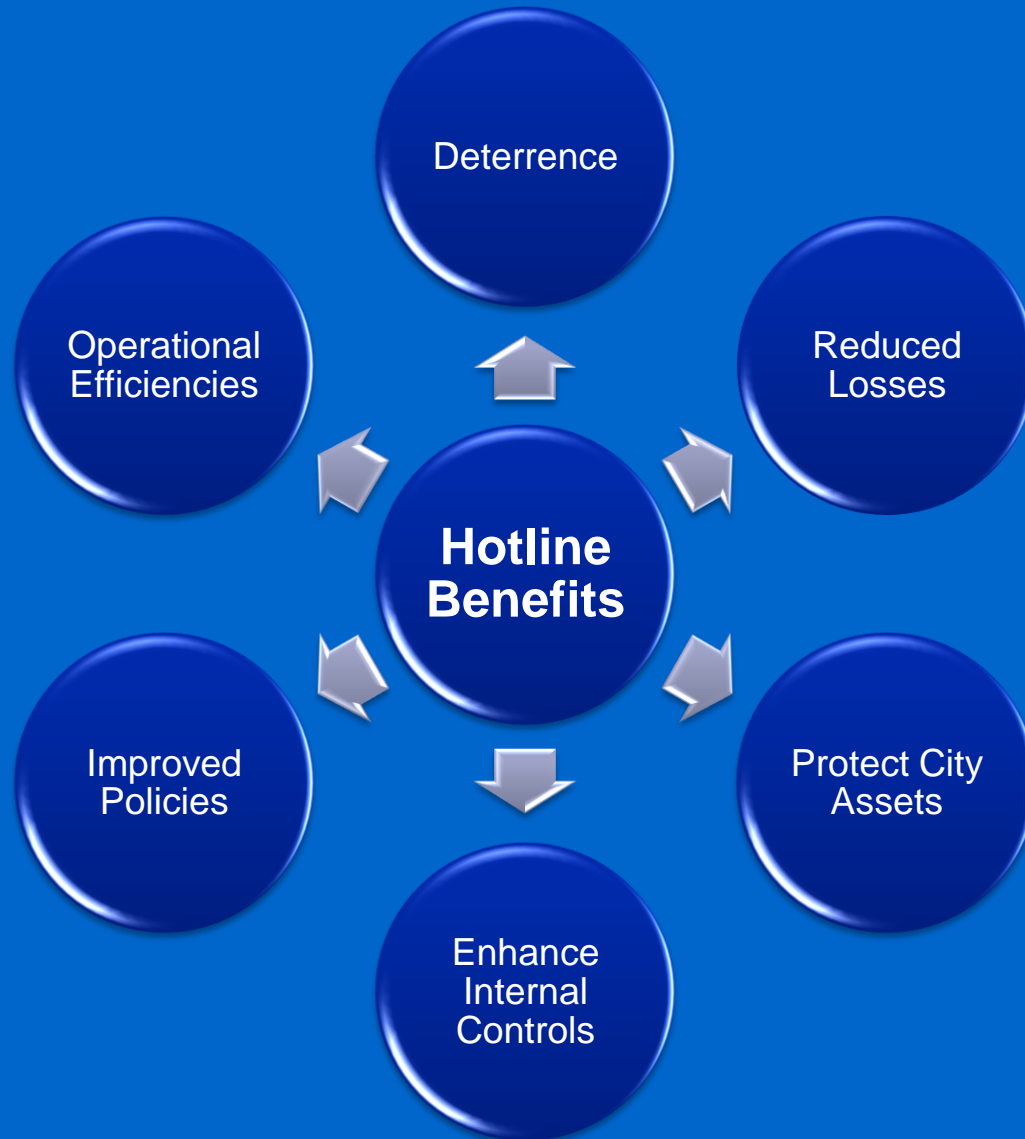 Deterrence
Operational
Efficiencies
Reduced
Losses
Hotline
Benefits
Improved
Policies
Protect City
Assets
Enhance
Internal
Controls